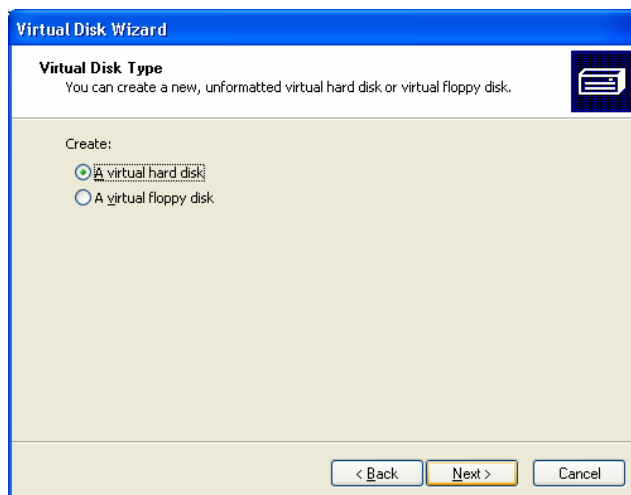 Virtual Disk Wizard
Virtual Disk Type
You can create a new, unformatted virtual hard disk or virtual floppy disk.
Create:
A virtual hard disk
A virtual floppy disk
< Back Next > Cancel